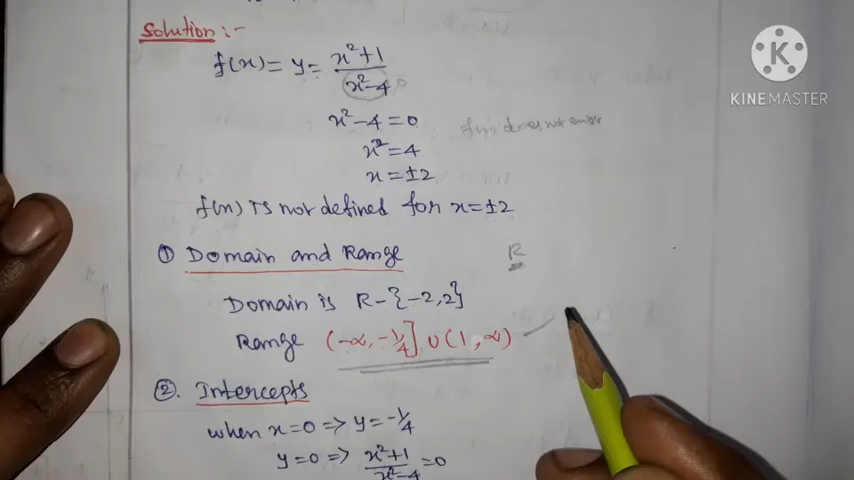 Solution :-
KINEMASTER
f(x) = y = x²+1 / x²-4
x²-4 = 0
x² = 4
x = ±2
f(x) is not defined for x = ±2
① Domain and Range
R
Domain is R-{-2,2}
Range (-∝, -1/4] ∪ (1, ∝)
②. Intercepts
when x=0 => y = -1/4
y=0 => x²+1 / x²-4 = 0